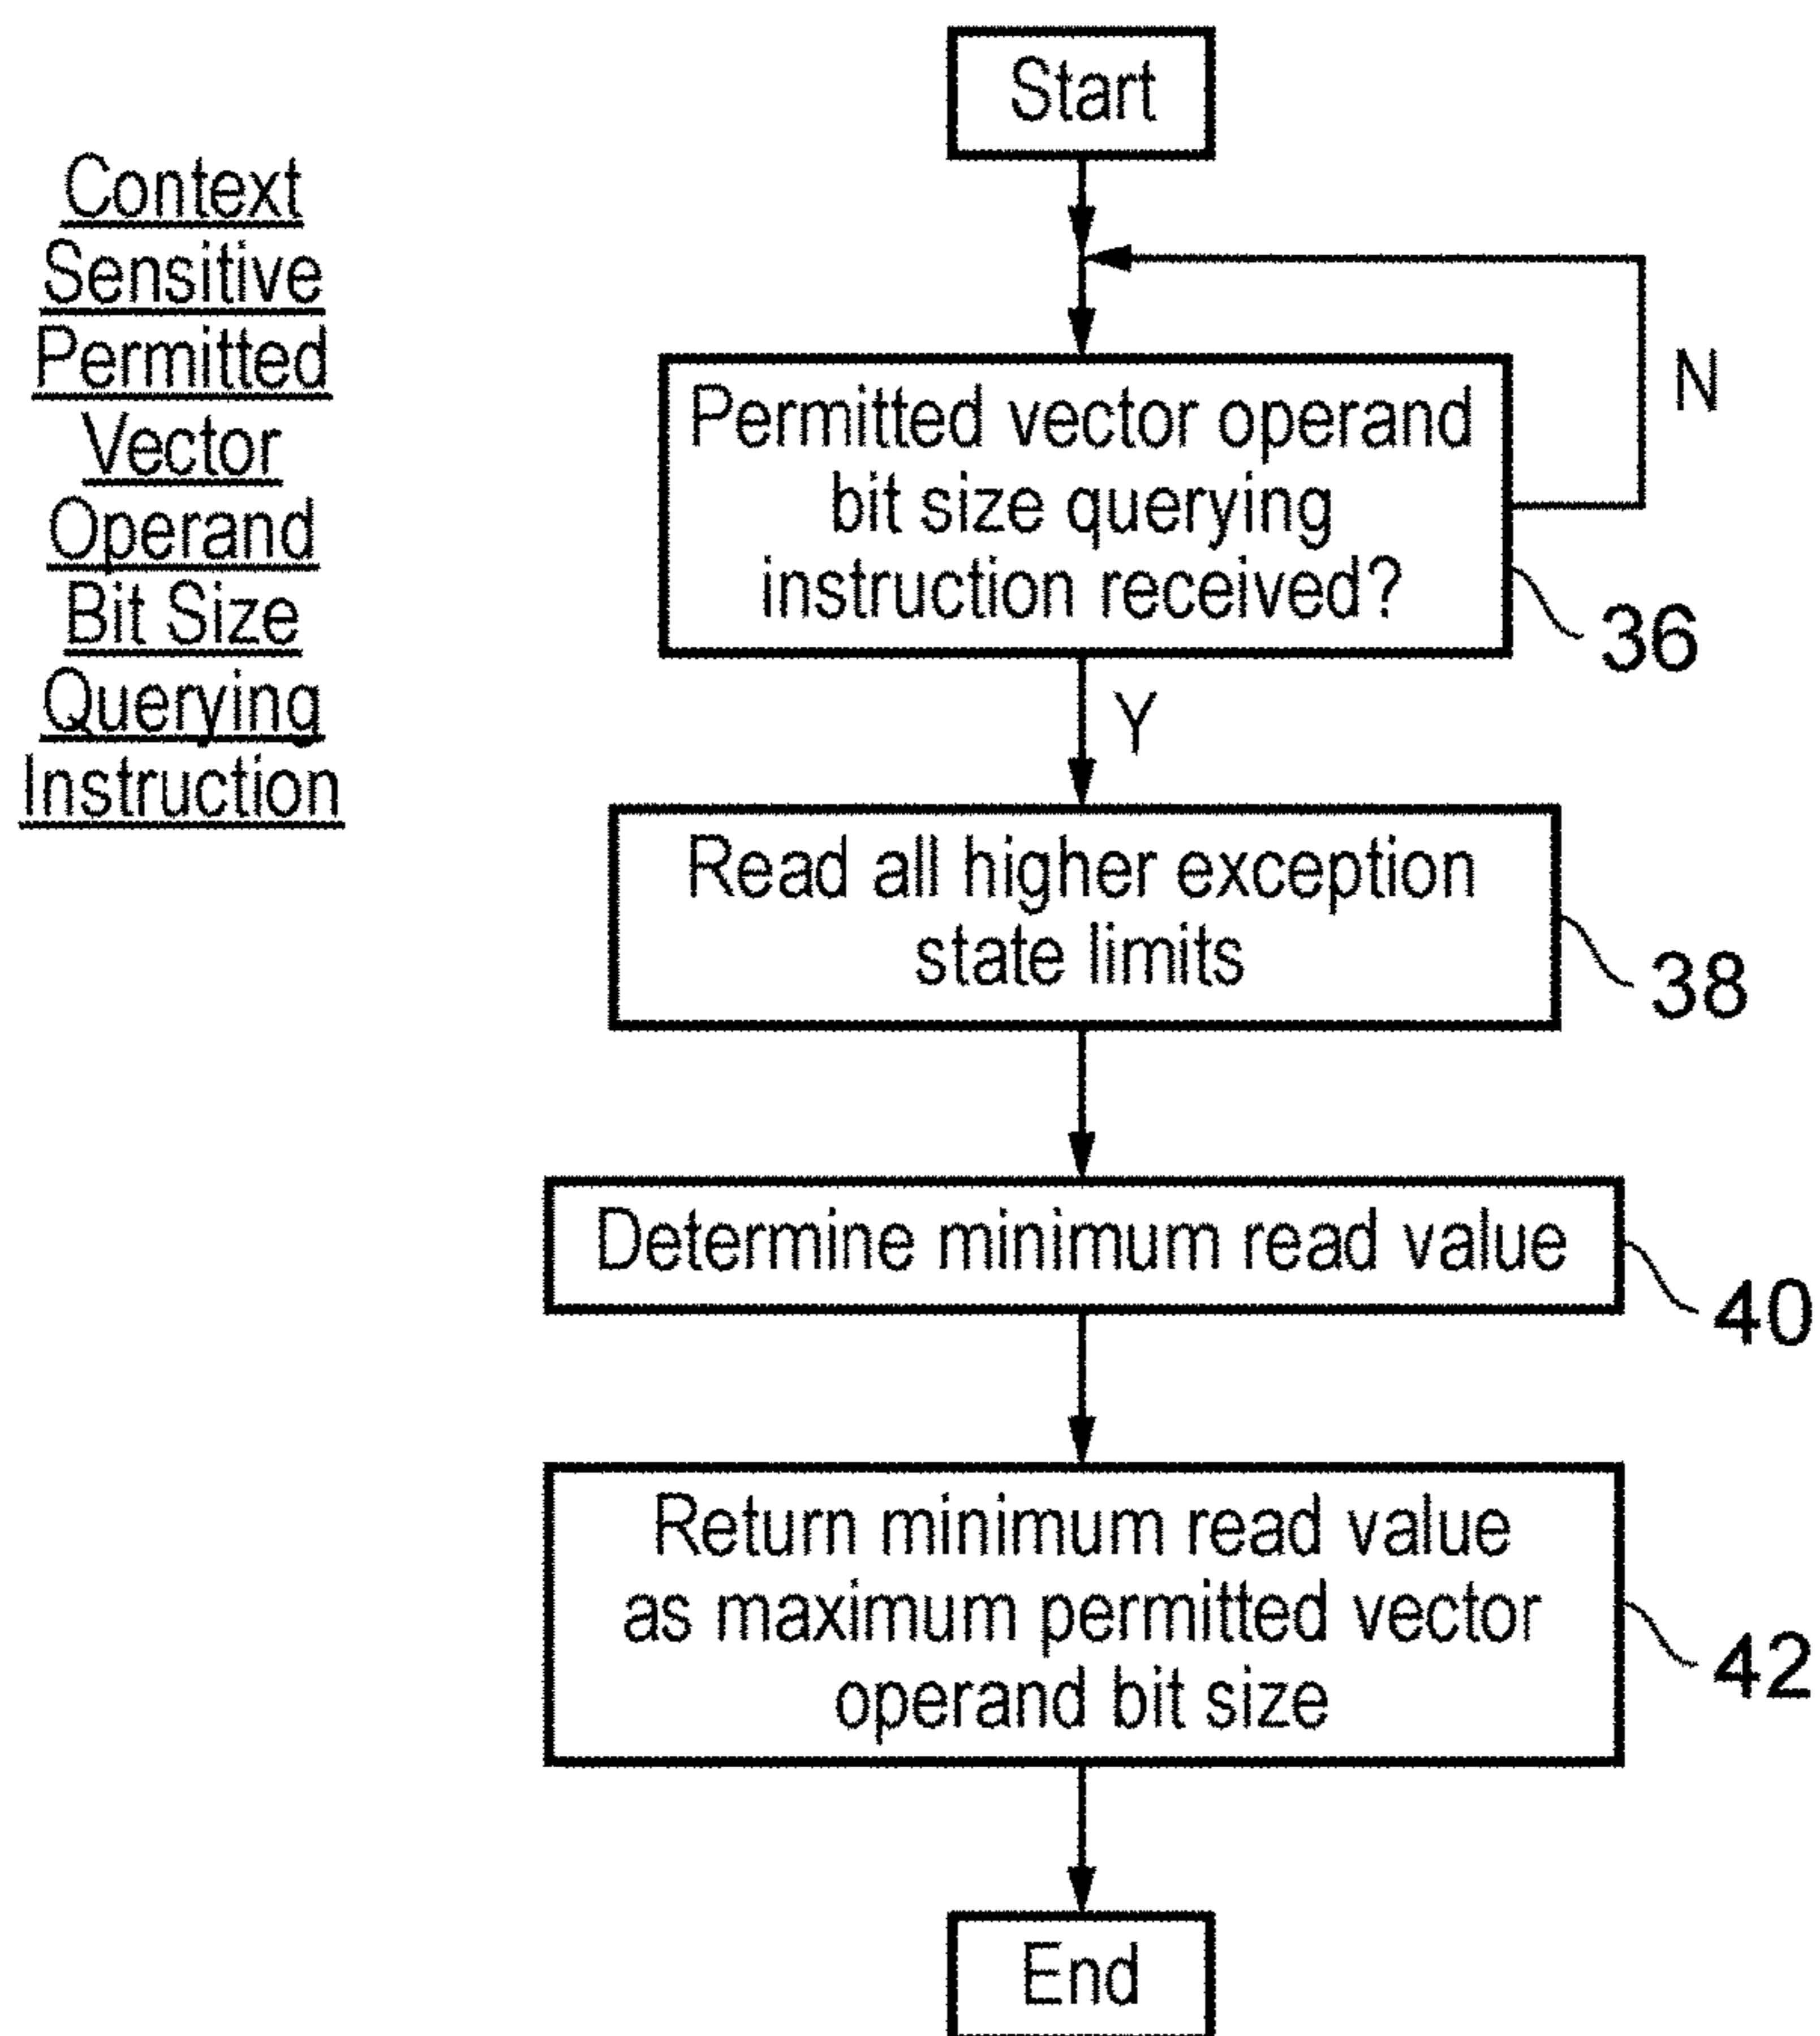 Context
Sensitive
Permitted
Vector
Operand
Bit Size
Querying
Instruction
Start
Permitted vector operand
bit size querying
instruction received?
N
36
Y
Read all higher exception
state limits
38
Determine minimum read value
40
Return minimum read value
as maximum permitted vector
operand bit size
42
End